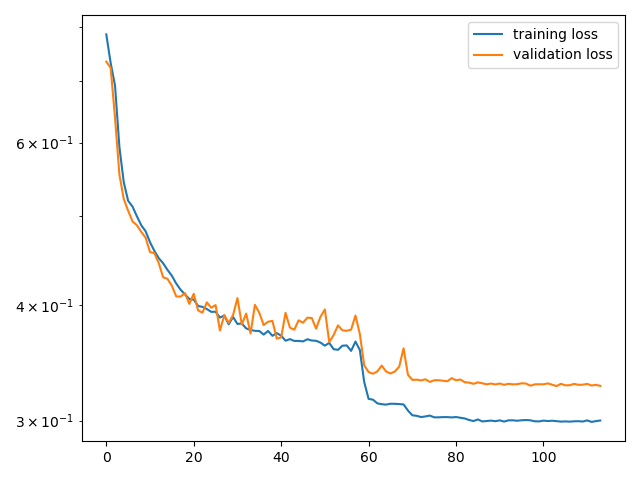 training loss
validation loss
6 × 10⁻¹
4 × 10⁻¹
3 × 10⁻¹
0 20 40 60 80 100